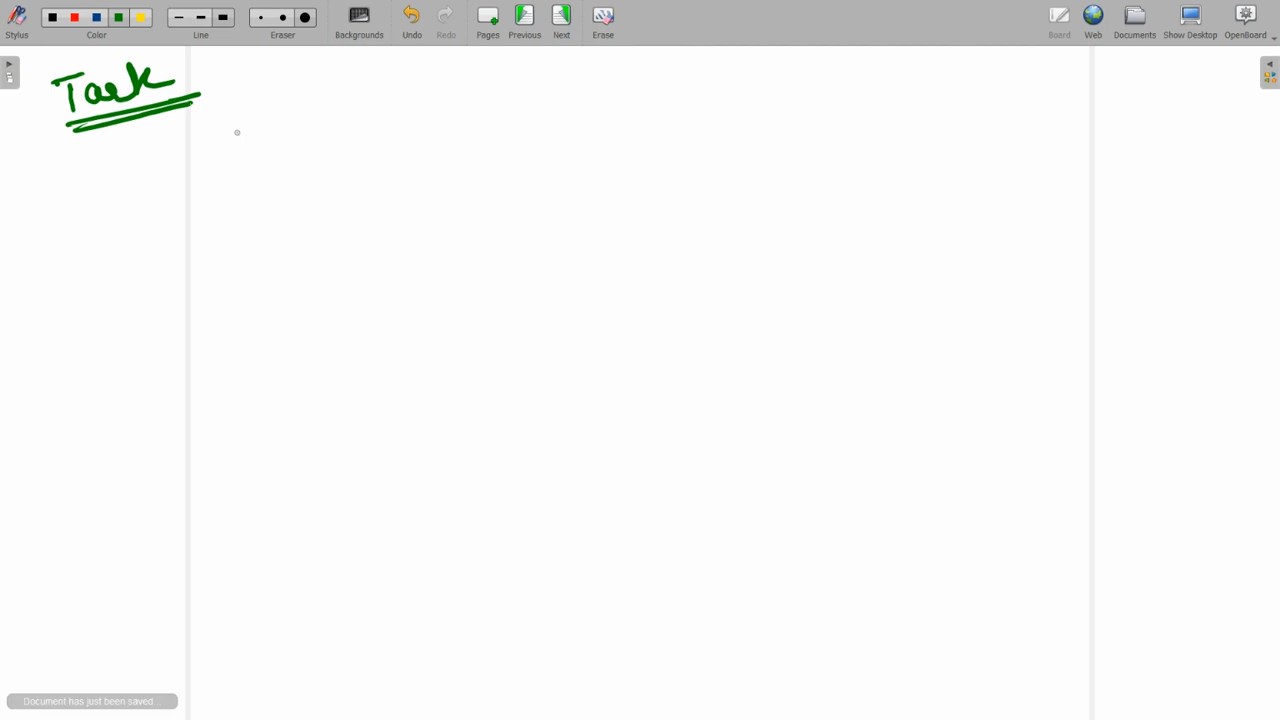 Stylus
Color
Line
Eraser
Backgrounds
Undo
Redo
Pages
Previous
Next
Erase
Board
Web
Documents
Show Desktop
OpenBoard
Task
Document has just been saved...